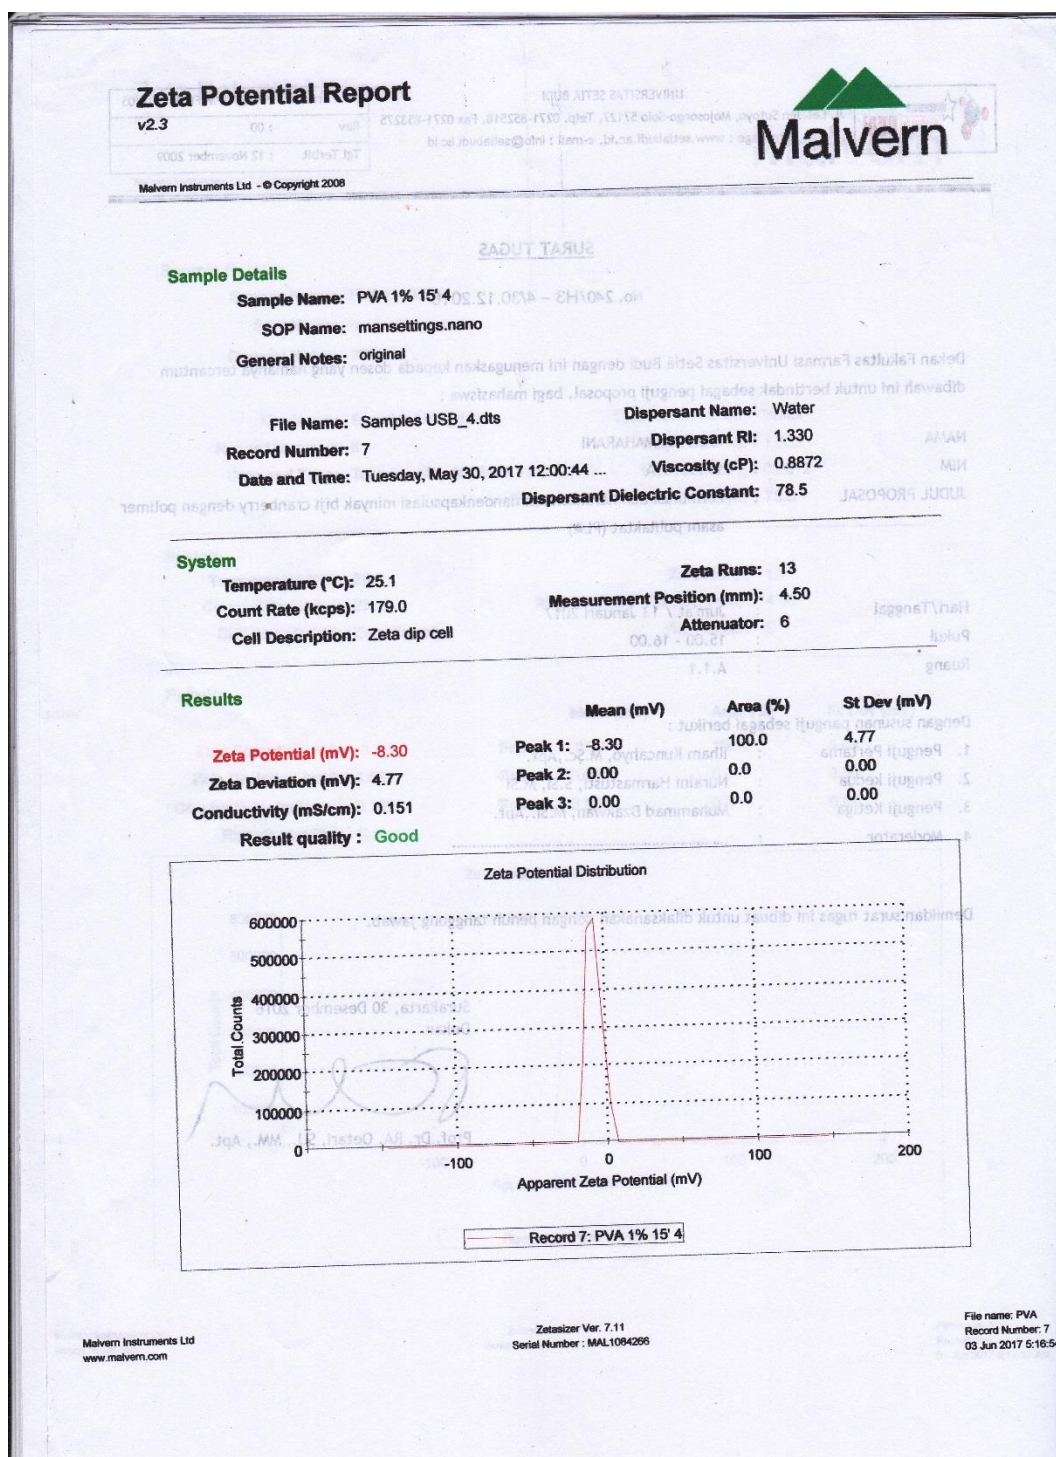 Zeta Potential Report
v2.3
Malvern
Malvern Instruments Ltd - © Copyright 2008
Sample Details
Sample Name: PVA 1% 15' 4
SOP Name: mansettings.nano
General Notes: original
File Name: Samples USB_4.dts
Dispersant Name: Water
Record Number: 7
Dispersant RI: 1.330
Date and Time: Tuesday, May 30, 2017 12:00:44 ...
Viscosity (cP): 0.8872
Dispersant Dielectric Constant: 78.5
System
Temperature (°C): 25.1
Zeta Runs: 13
Count Rate (kcps): 179.0
Measurement Position (mm): 4.50
Cell Description: Zeta dip cell
Attenuator: 6
Results
Mean (mV) Area (%) St Dev (mV)
Zeta Potential (mV): -8.30
Peak 1: -8.30 100.0 4.77
Zeta Deviation (mV): 4.77
Peak 2: 0.00 0.0 0.00
Conductivity (mS/cm): 0.151
Peak 3: 0.00 0.0 0.00
Result quality : Good
Zeta Potential Distribution
600000
500000
400000
300000
200000
100000
0
Total Counts
-100 0 100 200
Apparent Zeta Potential (mV)
Record 7: PVA 1% 15' 4
Malvern Instruments Ltd
www.malvern.com
Zetasizer Ver. 7.11
Serial Number : MAL1084266
File name: PVA
Record Number: 7
03 Jun 2017 5:16:54